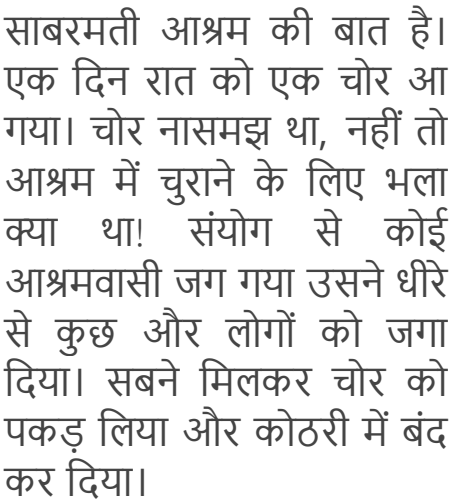 साबरमती आश्रम की बात है।
एक दिन रात को एक चोर आ
गया। चोर नासमझ था, नहीं तो
आश्रम में चुराने के लिए भला
क्या था! संयोग से कोई
आश्रमवासी जग गया उसने धीरे
से कुछ और लोगों को जगा
दिया। सबने मिलकर चोर को
पकड़ लिया और कोठरी में बंद
कर दिया।